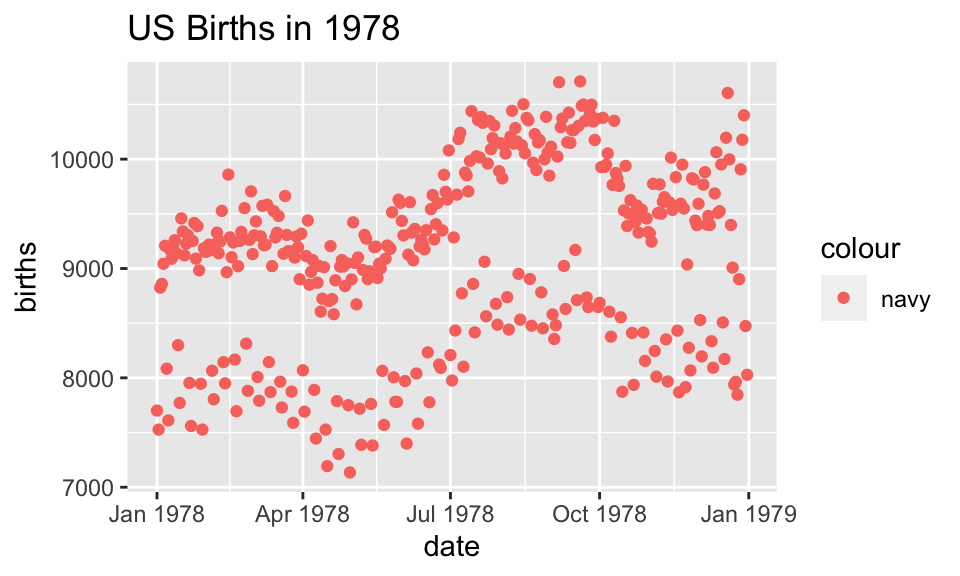 US Births in 1978
births
10000
9000
8000
7000
Jan 1978 Apr 1978 Jul 1978 Oct 1978 Jan 1979
date
colour
navy